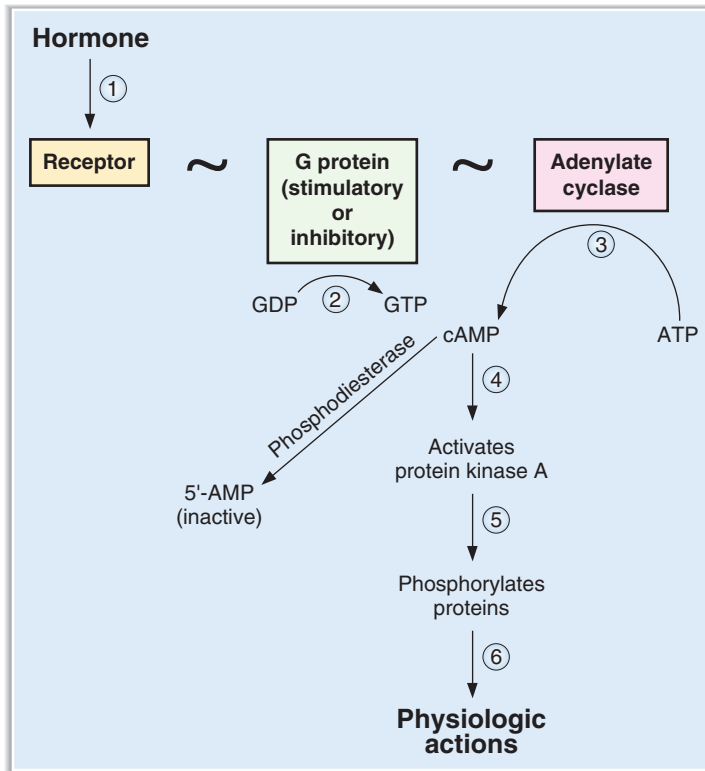 Hormone
①
Receptor
~
G protein
(stimulatory
or
inhibitory)
~
Adenylate
cyclase
③
GDP
②
GTP
cAMP
ATP
Phosphodiesterase
④
Activates
protein kinase A
5'-AMP
(inactive)
⑤
Phosphorylates
proteins
⑥
Physiologic
actions